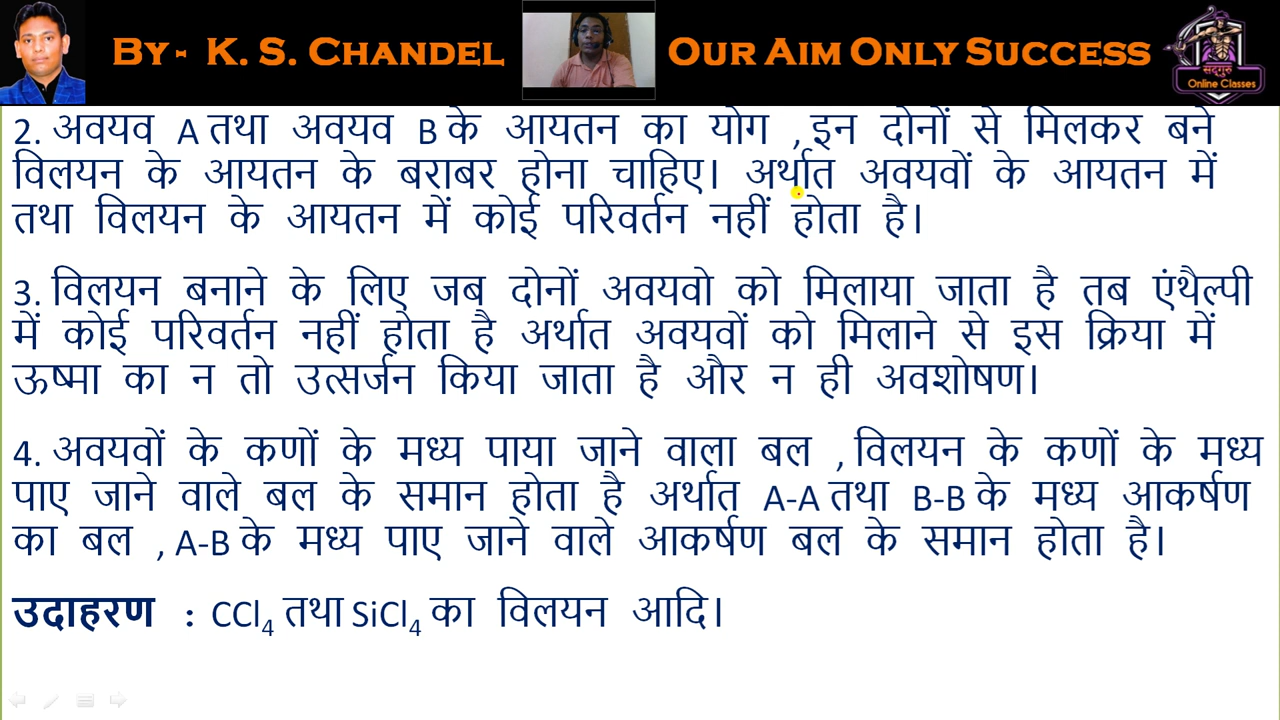 By - K. S. Chandel
Our Aim Only Success
सद्गुरु
Online Classes
2. अवयव A तथा अवयव B के आयतन का योग , इन दोनों से मिलकर बने
विलयन के आयतन के बराबर होना चाहिए। अर्थात अवयवों के आयतन में
तथा विलयन के आयतन में कोई परिवर्तन नहीं होता है।
3. विलयन बनाने के लिए जब दोनों अवयवो को मिलाया जाता है तब एंथैल्पी
में कोई परिवर्तन नहीं होता है अर्थात अवयवों को मिलाने से इस क्रिया में
ऊष्मा का न तो उत्सर्जन किया जाता है और न ही अवशोषण।
4. अवयवों के कणों के मध्य पाया जाने वाला बल , विलयन के कणों के मध्य
पाए जाने वाले बल के समान होता है अर्थात A-A तथा B-B के मध्य आकर्षण
का बल , A-B के मध्य पाए जाने वाले आकर्षण बल के समान होता है।
उदाहरण : CCl₄ तथा SiCl₄ का विलयन आदि।